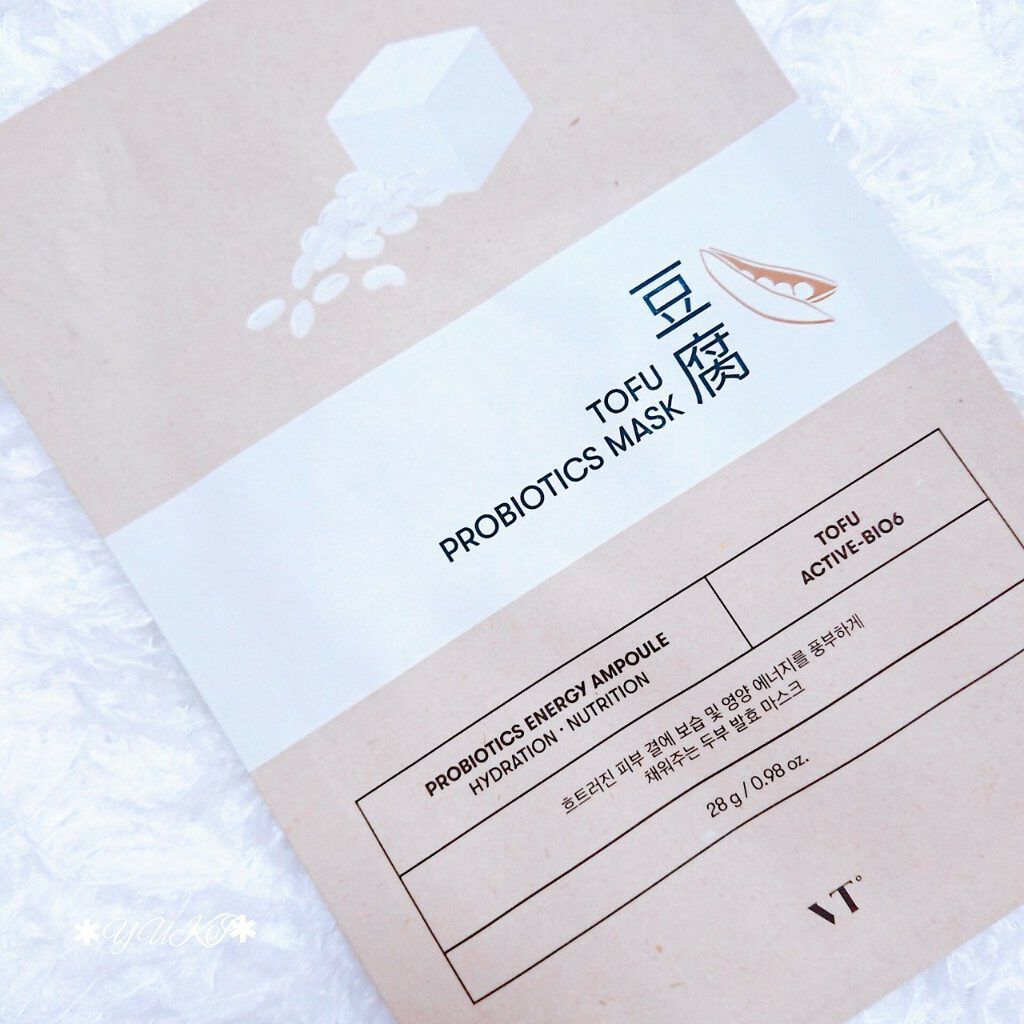 豆腐
TOFU
PROBIOTICS MASK
PROBIOTICS ENERGY AMPOULE
HYDRATION · NUTRITION
TOFU
ACTIVE-BIO6
흐트러진 피부 결에 보습 및 영양 에너지를 풍부하게
채워주는 두부 발효 마스크
28 g / 0.98 oz.
VT
✱YUKI✱